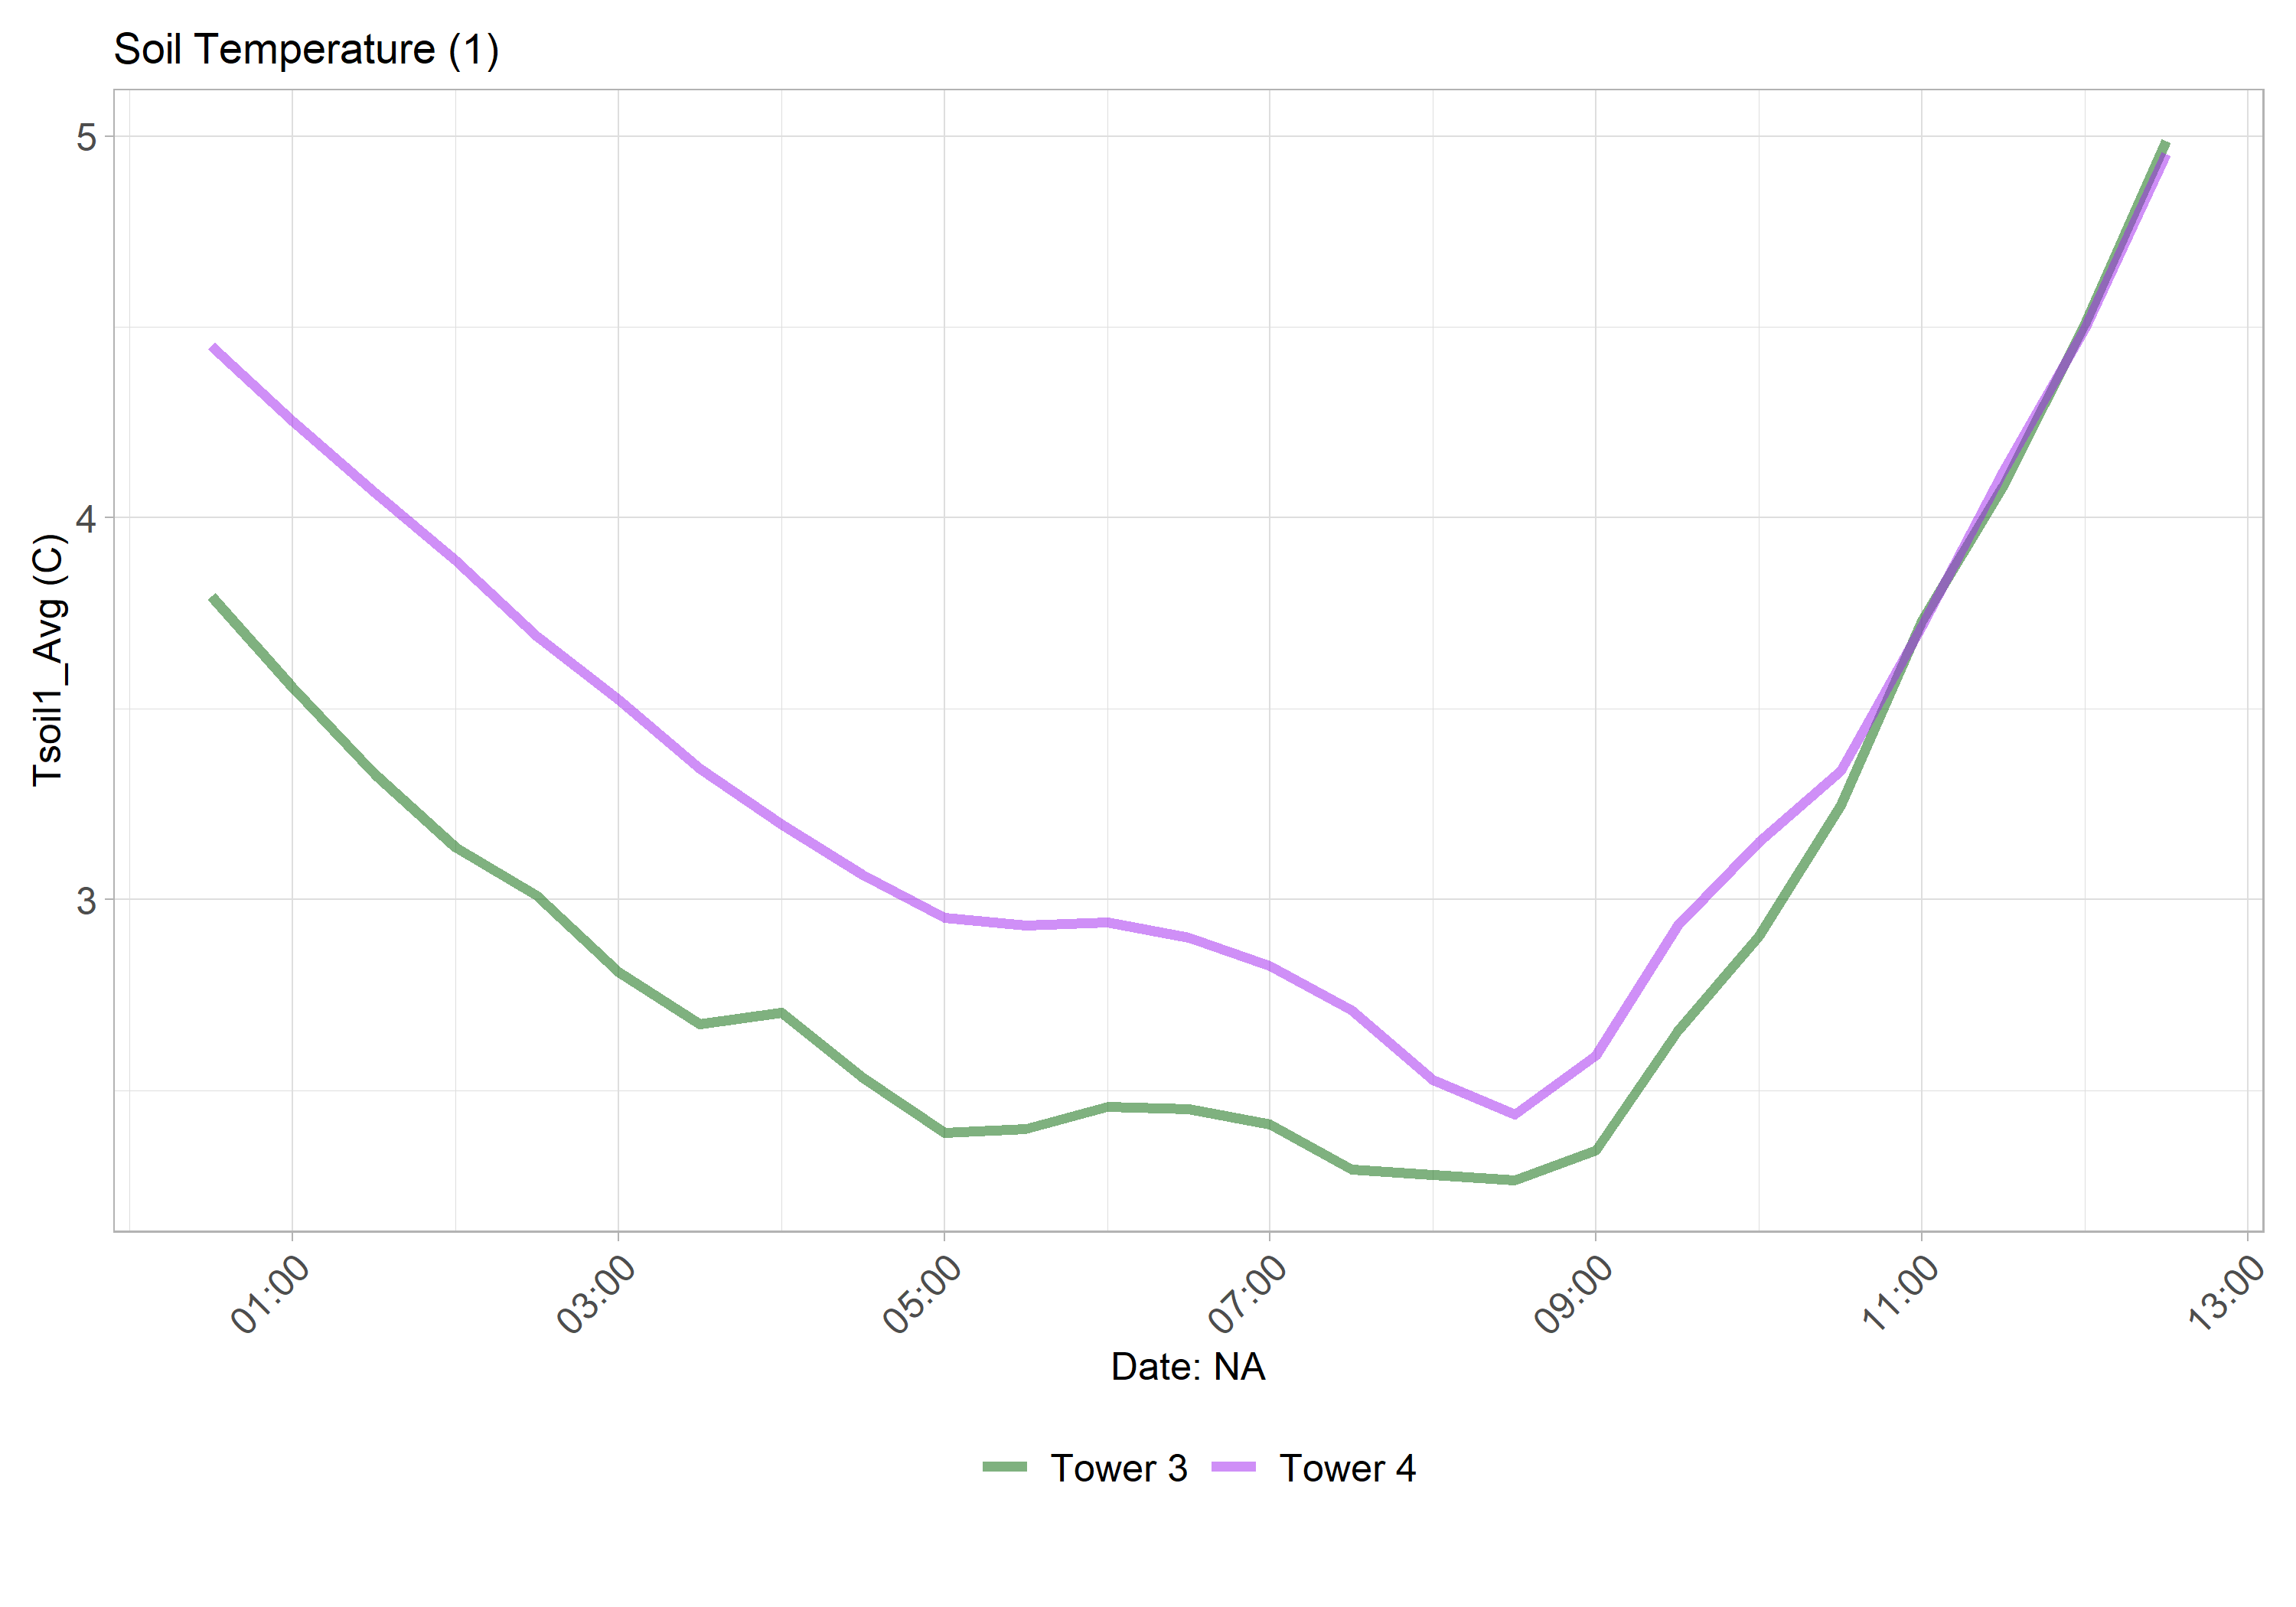 Soil Temperature (1)
5
4
3
Tsoil1_Avg (C)
01:00
03:00
05:00
07:00
09:00
11:00
13:00
Date: NA
Tower 3
Tower 4